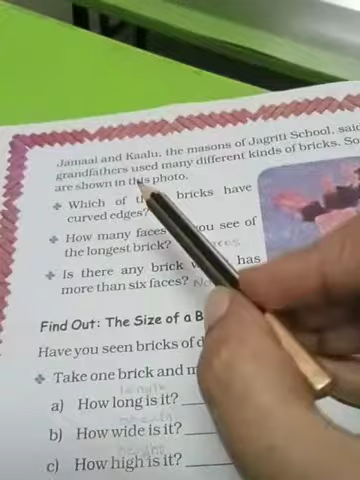 Jamaal and Kaalu, the masons of Jagriti School, said
grandfathers used many different kinds of bricks. So
are shown in this photo.
❖ Which of bricks have
curved edges?
❖ How many faces you see of
the longest brick?
❖ Is there any brick has
more than six faces? No
Find Out: The Size of a B
Have you seen bricks of d
❖ Take one brick and m
length
a) How long is it?
b) How wide is it?
height
c) How high is it?